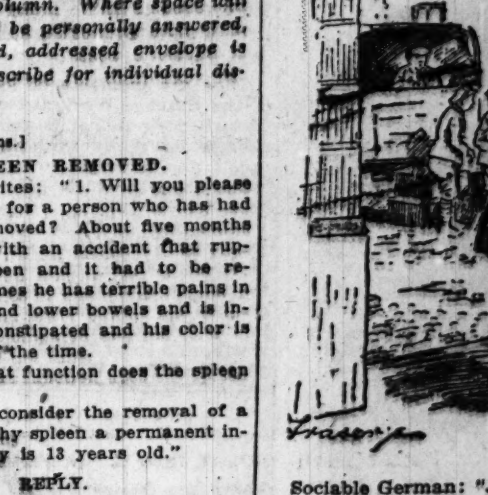 column. Where space will
be personally answered,
, addressed envelope is
scribe for individual dis-
ns.]
EEN REMOVED.
ites: "1. Will you please
for a person who has had
moved? About five months
with an accident that rup-
een and it had to be re-
mes he has terrible pains in
nd lower bowels and is in-
onstipated and his color is
the time.
at function does the spleen
consider the removal of a
hy spleen a permanent in-
y is 13 years old."
REPLY.
Sociable German: "